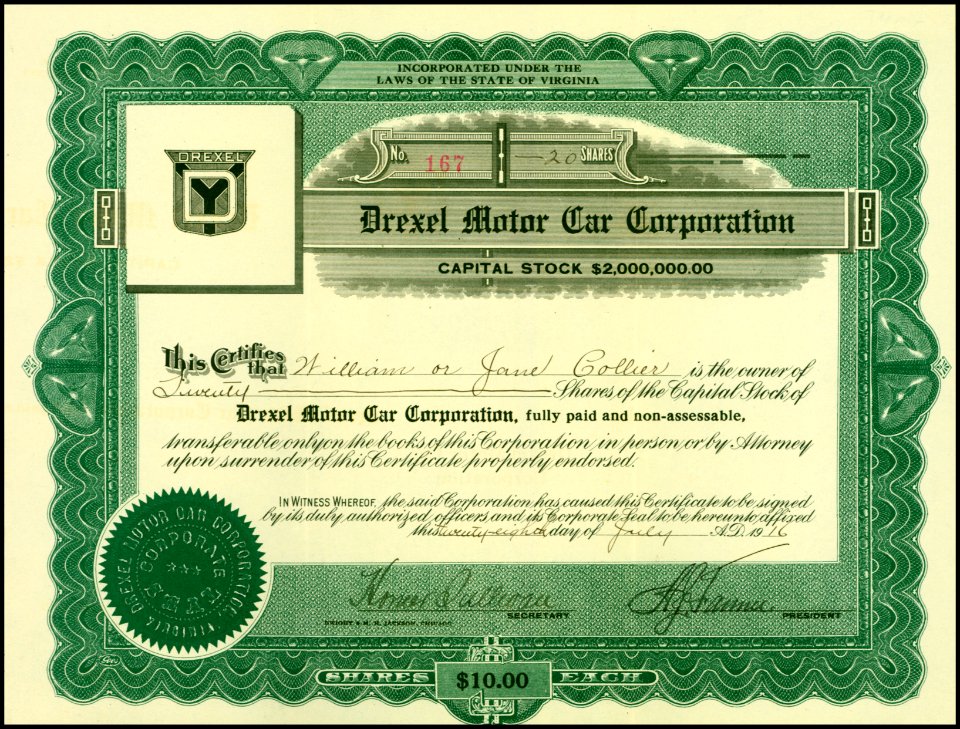 INCORPORATED UNDER THE
LAWS OF THE STATE OF VIRGINIA
DREXEL
No. 167 —20 SHARES
Drexel Motor Car Corporation
CAPITAL STOCK $2,000,000.00
This Certifies that William or Jane Collier is the owner of
Twenty Shares of the Capital Stock of
Drexel Motor Car Corporation, fully paid and non-assessable,
transferable only on the books of this Corporation in person or by Attorney
upon surrender of this Certificate properly endorsed.
IN WITNESS WHEREOF, the said Corporation has caused this Certificate to be signed
by its duly authorized officers and its Corporate Seal to be hereunto affixed
this twenty eighth day of July A.D. 1916
DREXEL MOTOR CAR CORPORATION
CORPORATE
SEAL
VIRGINIA
Homer Sullivan
SECRETARY
PRESIDENT
DWIGHT & M. H. JACKSON, CHICAGO
SHARES $10.00 EACH